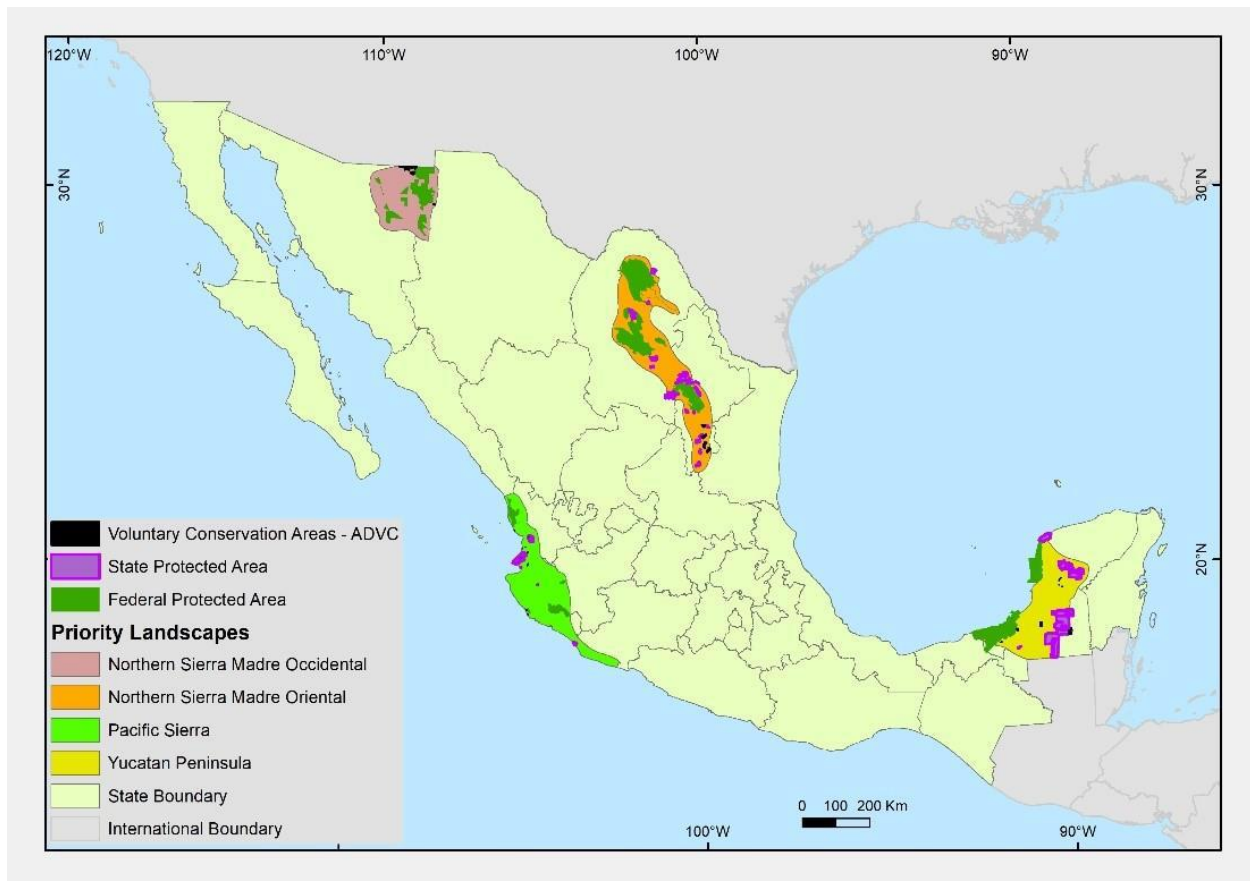 120°W
110°W
100°W
90°W
30°N
30°N
20°N
Voluntary Conservation Areas - ADVC
State Protected Area
Federal Protected Area
Priority Landscapes
Northern Sierra Madre Occidental
Northern Sierra Madre Oriental
Pacific Sierra
Yucatan Peninsula
State Boundary
International Boundary
0 100 200 Km
100°W
90°W